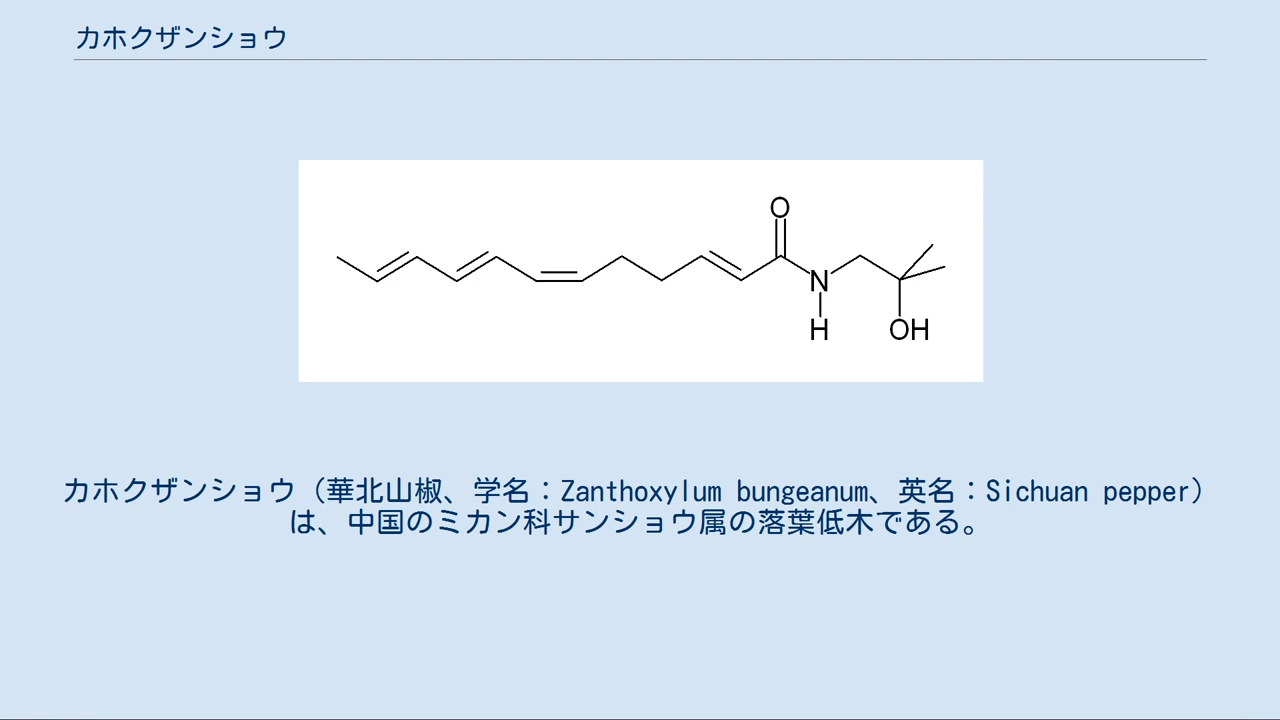 カホクザンショウ
O
N
H
OH
カホクザンショウ（華北山椒、学名：Zanthoxylum bungeanum、英名：Sichuan pepper）
は、中国のミカン科サンショウ属の落葉低木である。